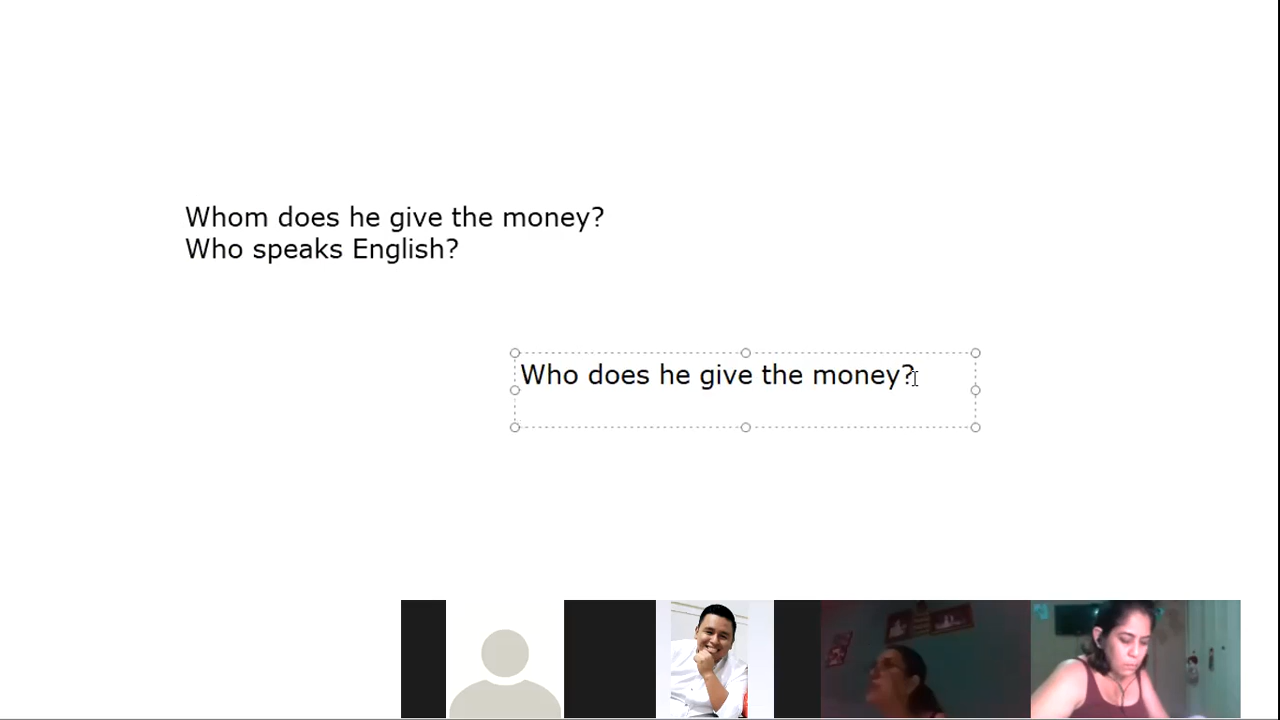 Whom does he give the money?
Who speaks English?
Who does he give the money?